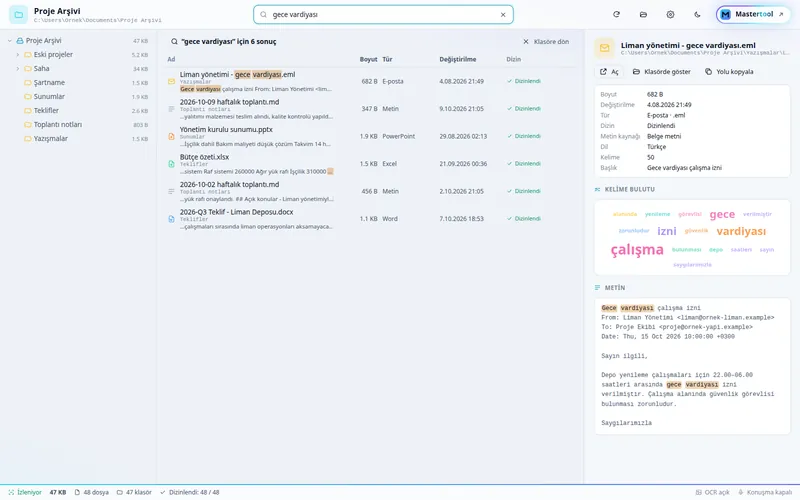 Proje Arşivi
C:\Users\Ornek\Documents\Proje Arşivi
gece vardiyası
Mastertool
Proje Arşivi 47 KB
Eski projeler 5.2 KB
Saha 34 KB
Şartname 1.5 KB
Sunumlar 1.9 KB
Teklifler 2.6 KB
Toplantı notları 803 B
Yazışmalar 1.5 KB
"gece vardiyası" için 6 sonuç
Klasöre dön
Ad Boyut Tür Değiştirilme Dizin
Liman yönetimi - gece vardiyası.eml 682 B E-posta 4.08.2026 21:49 Dizinlendi
Yazışmalar
Gece vardiyası çalışma izni From: Liman Yönetimi <lim...
2026-10-09 haftalık toplantı.md 347 B Metin 9.10.2026 21:05 Dizinlendi
Toplantı notları
...yaldırım malzemesi teslim alındı, kalite kontrolü yapıld...
Yönetim kurulu sunumu.pptx 1.9 KB PowerPoint 29.08.2026 02:13 Dizinlendi
Sunumlar
...İşçilik dahil Bakım maliyeti düşük çözüm Takvim 14 h...
Bütçe özeti.xlsx 1.5 KB Excel 21.09.2026 00:36 Dizinlendi
Teklifler
...sistem Raf sistemi 260000 Ağır yük rafı İşçilik 310000
2026-10-02 haftalık toplantı.md 456 B Metin 2.10.2026 21:05 Dizinlendi
Toplantı notları
...yük rafı onaylandı. ## Açık konular - Liman yönetimiyl...
2026-Q3 Teklif - Liman Deposu.docx 1.1 KB Word 7.10.2026 18:53 Dizinlendi
Teklifler
...çalışmaları sırasında liman operasyonları aksamayaca...
Liman yönetimi - gece vardiyası.eml
C:\Users\Ornek\Documents\Proje Arşivi\Yazışmalar\L...
Aç Klasörde göster Yolu kopyala
Boyut 682 B
Değiştirilme 4.08.2026 21:49
Tür E-posta · .eml
Dizin Dizinlendi
Metin kaynağı Belge metni
Dil Türkçe
Kelime 50
Başlık Gece vardiyası çalışma izni
KELİME BULUTU
alanında yenileme görevlisi gece verilmiştir
zorunludur izni güvenlik vardiyası
çalışma bulunması depo saatleri sayın
saygılarımızla
METİN
Gece vardiyası çalışma izni
From: Liman Yönetimi <liman@ornek-liman.example>
To: Proje Ekibi <proje@ornek-yapi.example>
Date: Thu, 15 Oct 2026 10:00:00 +0300
Sayın ilgili,
Depo yenileme çalışmaları için 22.00–06.00
saatleri arasında gece vardiyası izni
verilmiştir. Çalışma alanında güvenlik görevlisi
bulunması zorunludur.
Saygılarımızla
İzleniyor 47 KB 48 dosya 47 klasör Dizinlendi: 48 / 48
OCR açık Konuşma kapalı